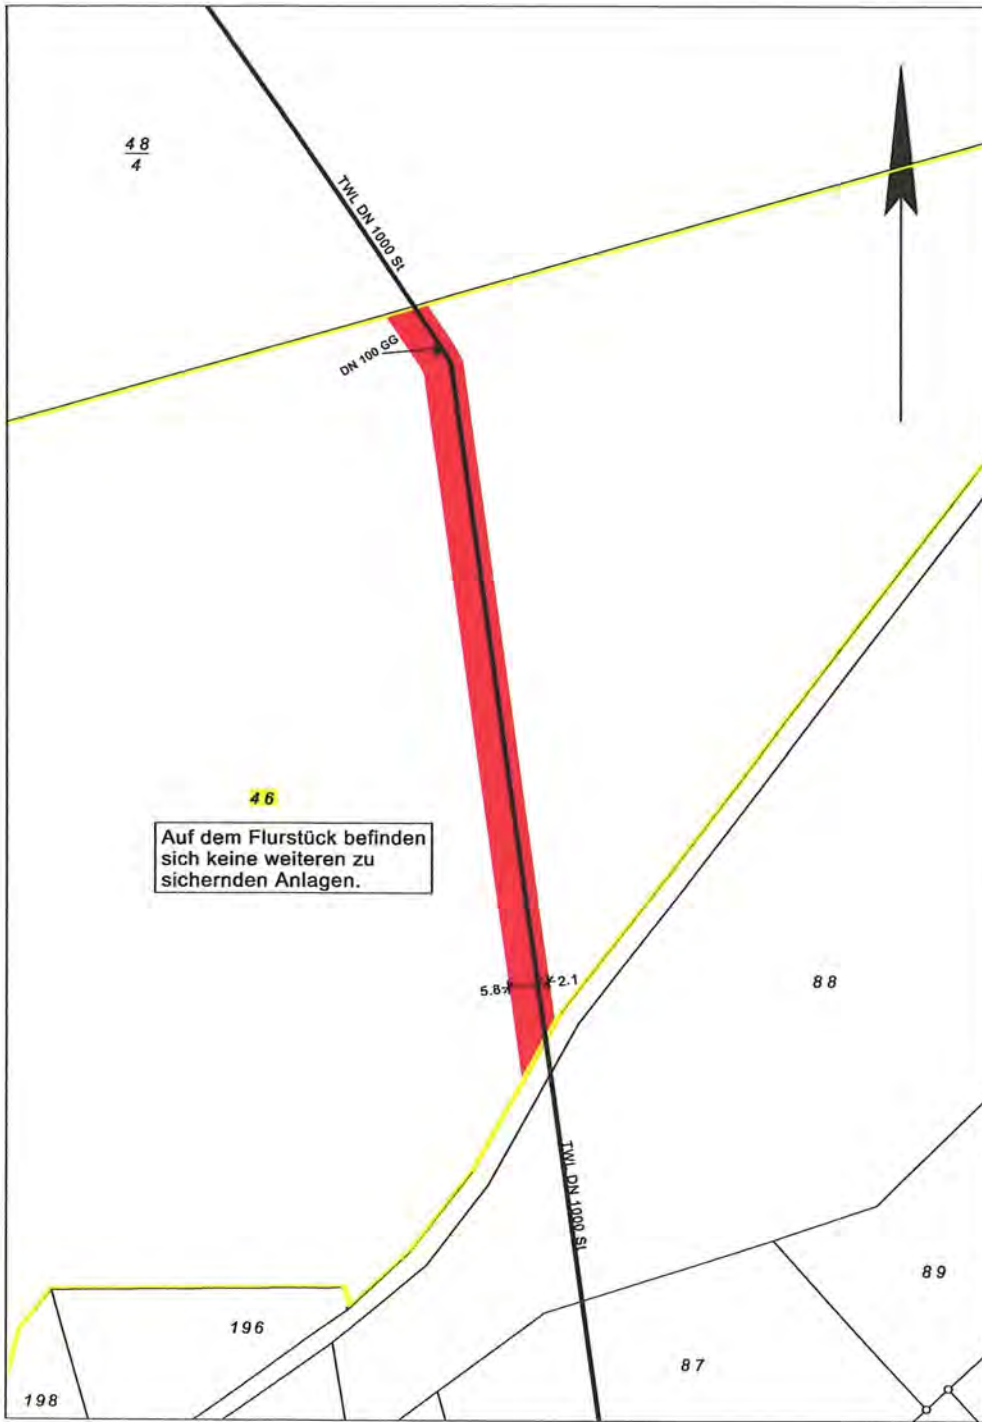 48
4
TWL DN 1000 St
DN 100 GG
46
Auf dem Flurstück befinden
sich keine weiteren zu
sichernden Anlagen.
5.8
2.1
88
TWL DN 1000 St
89
196
87
198